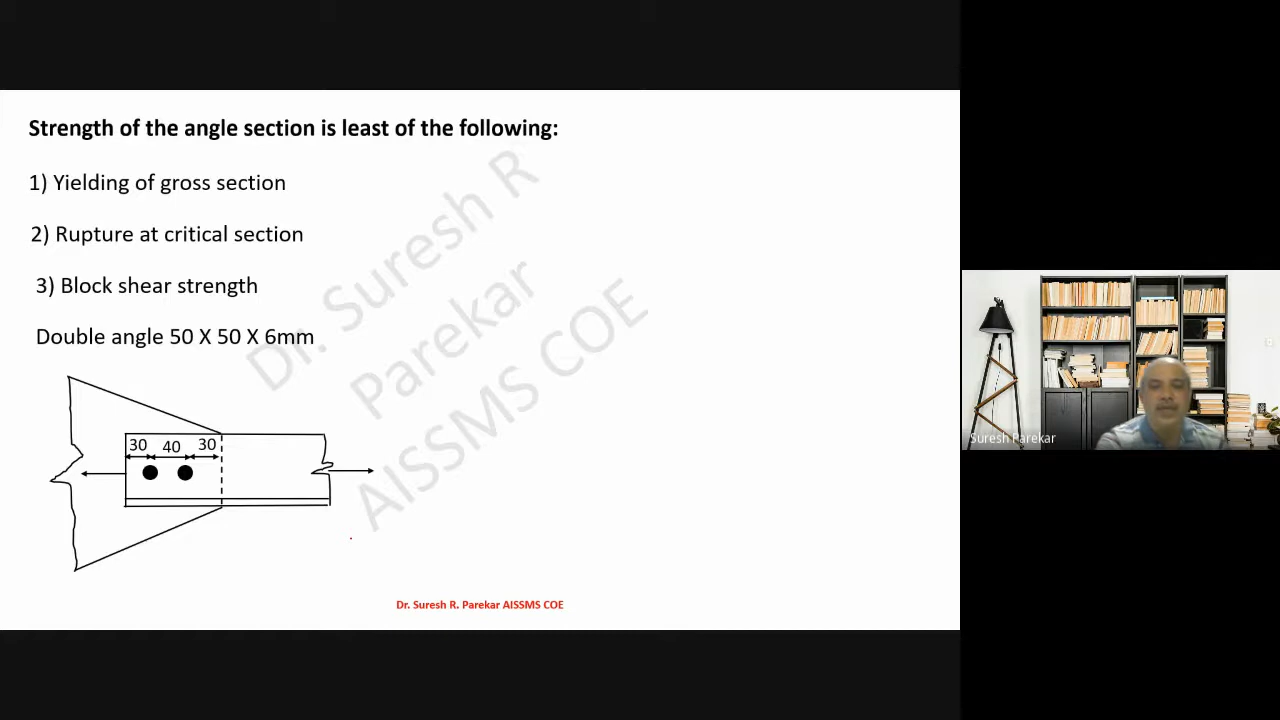 Strength of the angle section is least of the following:
1) Yielding of gross section
2) Rupture at critical section
3) Block shear strength
Double angle 50 X 50 X 6mm
30 40 30
Dr. Suresh R
Parekar
AISSMS COE
Suresh Parekar
Dr. Suresh R. Parekar AISSMS COE